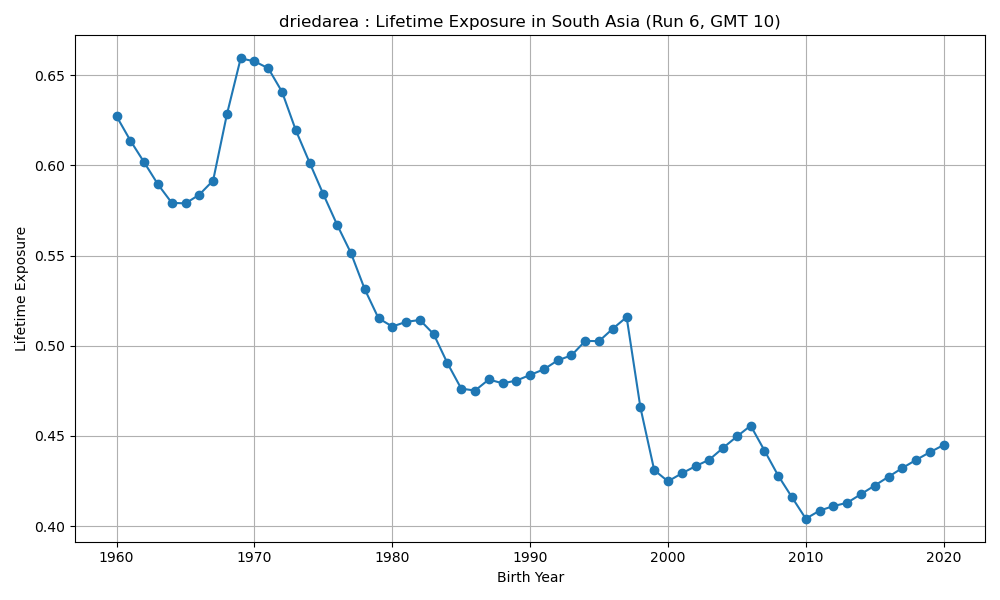 driedarea : Lifetime Exposure in South Asia (Run 6, GMT 10)
Lifetime Exposure
0.65
0.60
0.55
0.50
0.45
0.40
1960 1970 1980 1990 2000 2010 2020
Birth Year